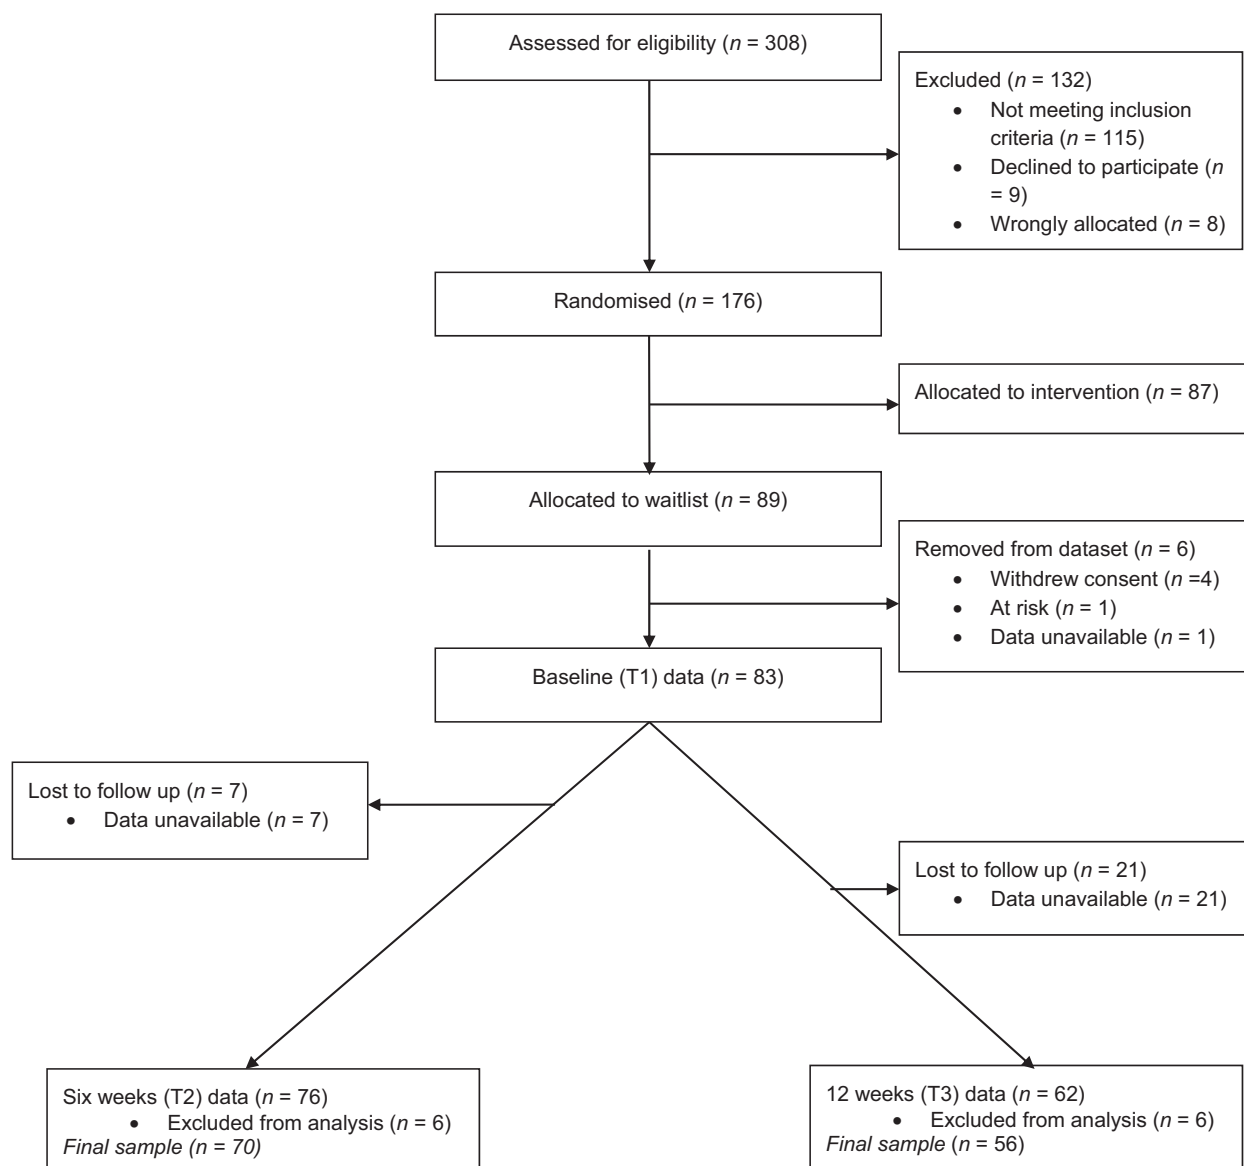 Assessed for eligibility (n = 308)
Excluded (n = 132)
• Not meeting inclusion
criteria (n = 115)
• Declined to participate (n
= 9)
• Wrongly allocated (n = 8)
Randomised (n = 176)
Allocated to intervention (n = 87)
Allocated to waitlist (n = 89)
Removed from dataset (n = 6)
• Withdrew consent (n =4)
• At risk (n = 1)
• Data unavailable (n = 1)
Baseline (T1) data (n = 83)
Lost to follow up (n = 7)
• Data unavailable (n = 7)
Lost to follow up (n = 21)
• Data unavailable (n = 21)
Six weeks (T2) data (n = 76)
• Excluded from analysis (n = 6)
Final sample (n = 70)
12 weeks (T3) data (n = 62)
• Excluded from analysis (n = 6)
Final sample (n = 56)